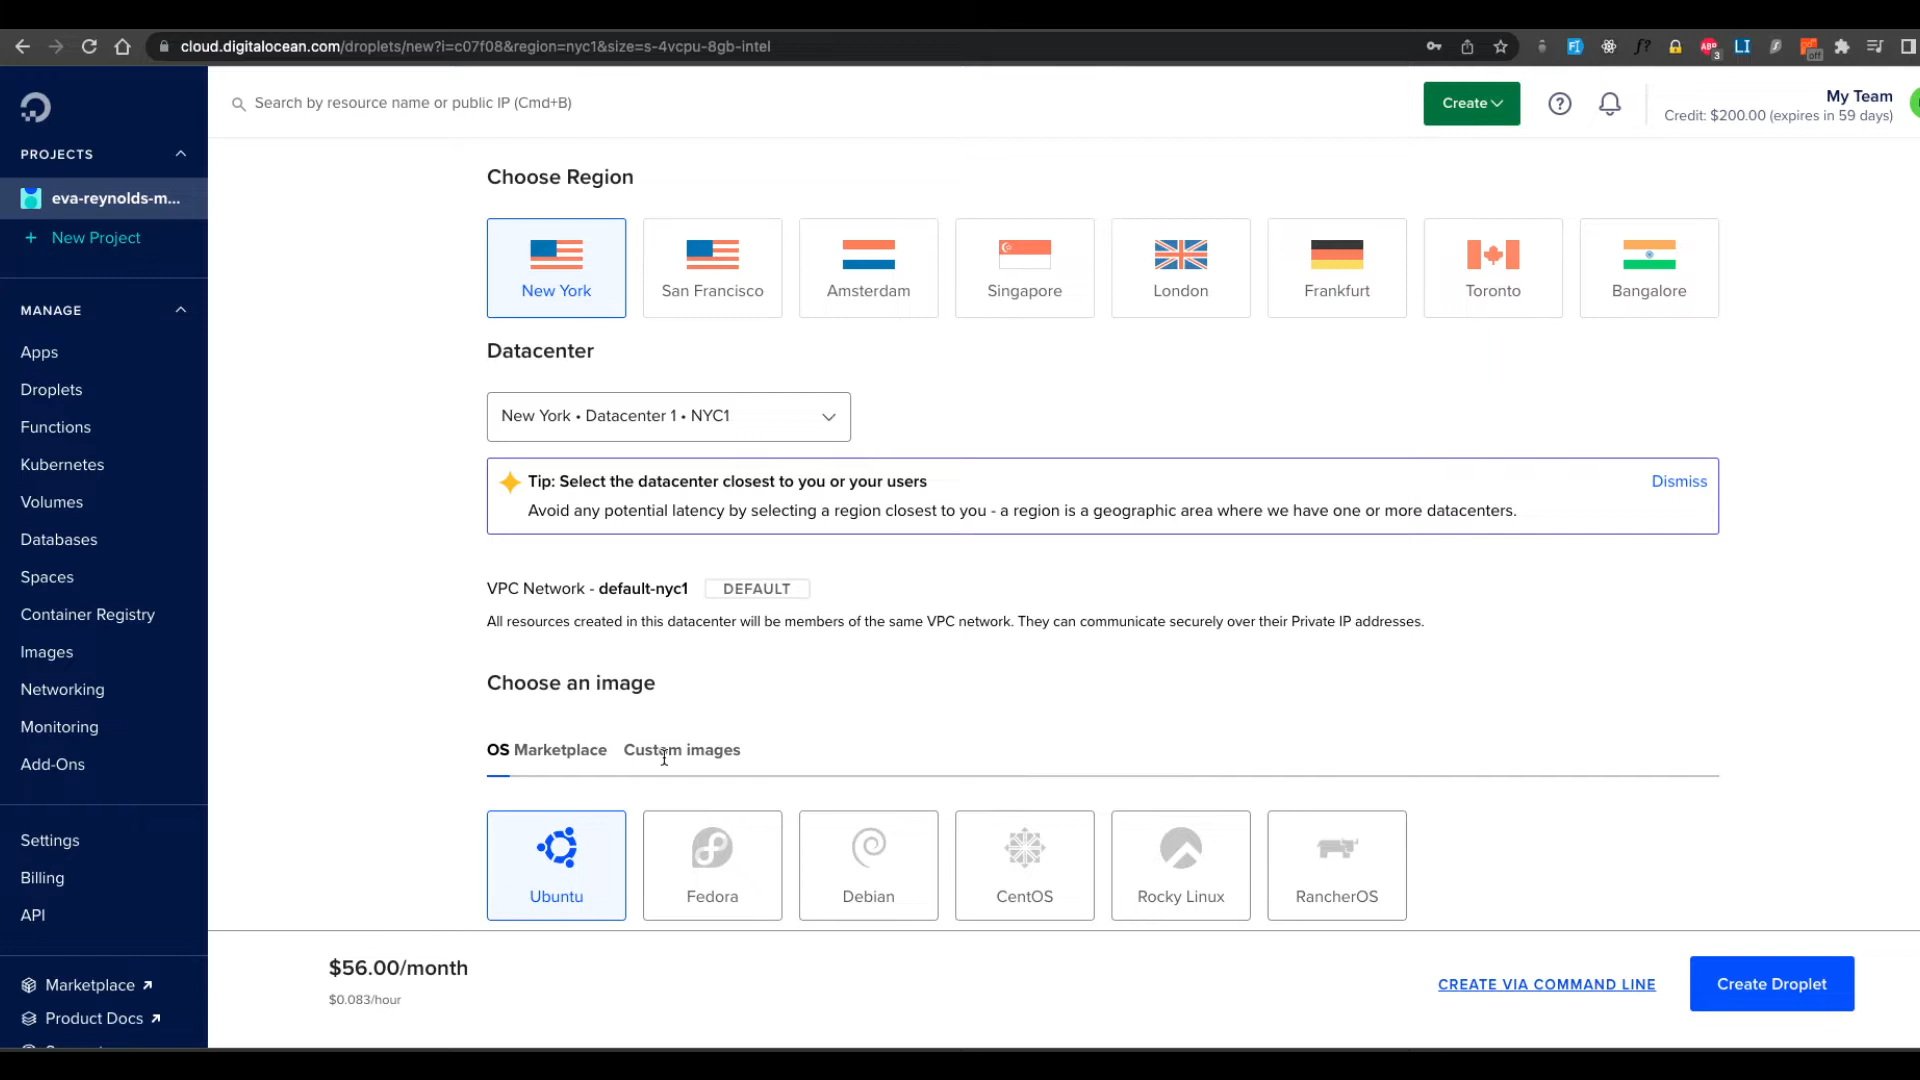 cloud.digitalocean.com/droplets/new?i=c07f08&region=nyc1&size=s-4vcpu-8gb-intel
Search by resource name or public IP (Cmd+B)
Create
My Team
Credit: $200.00 (expires in 59 days)
PROJECTS
eva-reynolds-m...
+ New Project
MANAGE
Apps
Droplets
Functions
Kubernetes
Volumes
Databases
Spaces
Container Registry
Images
Networking
Monitoring
Add-Ons
Settings
Billing
API
Marketplace
Product Docs
Choose Region
New York
San Francisco
Amsterdam
Singapore
London
Frankfurt
Toronto
Bangalore
Datacenter
New York • Datacenter 1 • NYC1
Tip: Select the datacenter closest to you or your users
Dismiss
Avoid any potential latency by selecting a region closest to you - a region is a geographic area where we have one or more datacenters.
VPC Network - default-nyc1 DEFAULT
All resources created in this datacenter will be members of the same VPC network. They can communicate securely over their Private IP addresses.
Choose an image
OS Marketplace Custom images
Ubuntu
Fedora
Debian
CentOS
Rocky Linux
RancherOS
$56.00/month
$0.083/hour
CREATE VIA COMMAND LINE
Create Droplet